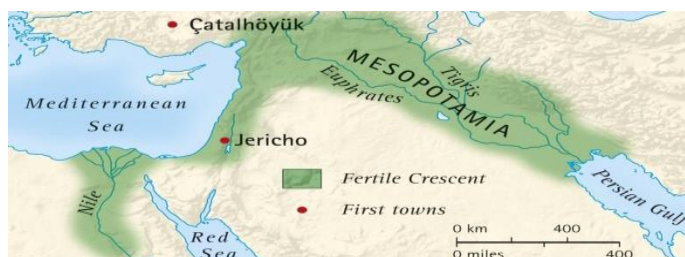 Çatalhöyük
MESOPOTAMIA
Tigris
Euphrates
Mediterranean
Sea
Jericho
Fertile Crescent
First towns
Nile
Red
Sea
Persian Gulf
0 km 400
0 miles 400